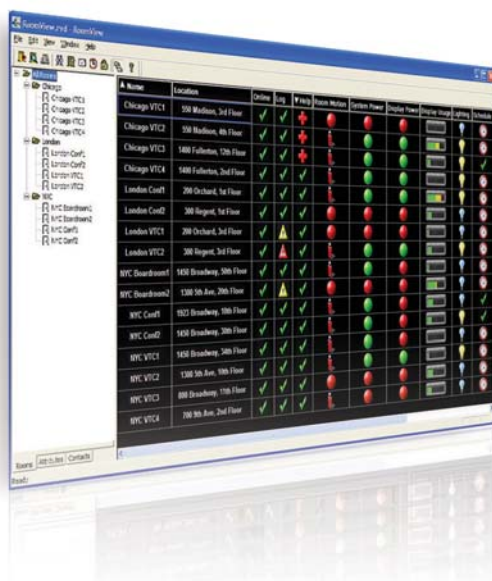 RoomView.rvd - RoomView
File Edit View Window Help
All Rooms
Chicago
Chicago VTC1
Chicago VTC2
Chicago VTC3
Chicago VTC4
London
London Conf1
London Conf2
London VTC1
London VTC2
NYC
NYC Boardroom1
NYC Boardroom2
NYC Conf1
NYC Conf2
Rooms Attributes Contacts
Ready
Name Location Online Log Help Room Motion System Power Display Power Display Usage Lighting Schedule
Chicago VTC1 550 Madison, 3rd Floor
Chicago VTC2 550 Madison, 4th Floor
Chicago VTC3 1400 Fullerton, 12th Floor
Chicago VTC4 1400 Fullerton, 2nd Floor
London Conf1 200 Orchard, 1st Floor
London Conf2 300 Regent, 1st Floor
London VTC1 200 Orchard, 3rd Floor
London VTC2 300 Regent, 3rd Floor
NYC Boardroom1 1450 Broadway, 50th Floor
NYC Boardroom2 1300 5th Ave, 20th Floor
NYC Conf1 1925 Broadway, 10th Floor
NYC Conf2 1450 Broadway, 30th Floor
NYC VTC1 1450 Broadway, 34th Floor
NYC VTC2 1300 5th Ave, 10th Floor
NYC VTC3 800 Broadway, 11th Floor
NYC VTC4 700 9th Ave, 2nd Floor